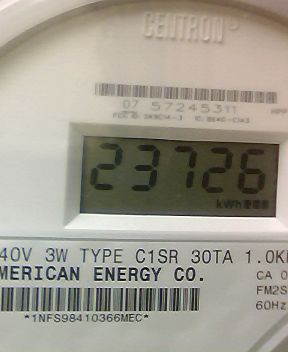 CENTRON
07 57245311
23726
kWh
40V 3W TYPE C1SR 30TA 1.0K
MERICAN ENERGY CO.
CA 0
FM2S
60Hz
*1NFS98410366MEC*